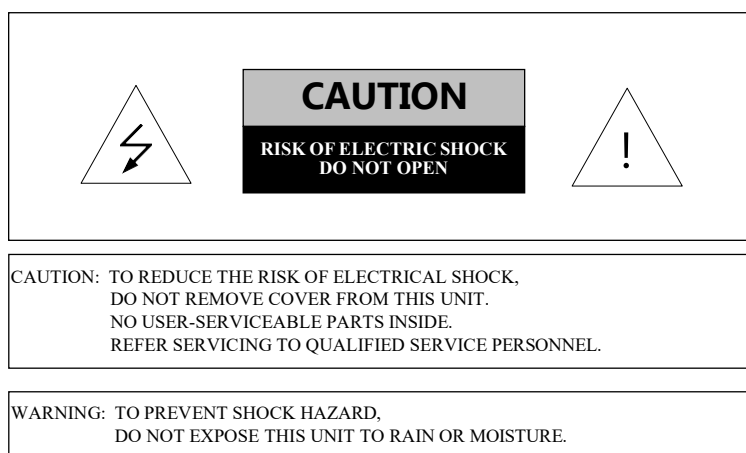 CAUTION
RISK OF ELECTRIC SHOCK
DO NOT OPEN
!
CAUTION: TO REDUCE THE RISK OF ELECTRICAL SHOCK,
DO NOT REMOVE COVER FROM THIS UNIT.
NO USER-SERVICEABLE PARTS INSIDE.
REFER SERVICING TO QUALIFIED SERVICE PERSONNEL.
WARNING: TO PREVENT SHOCK HAZARD,
DO NOT EXPOSE THIS UNIT TO RAIN OR MOISTURE.